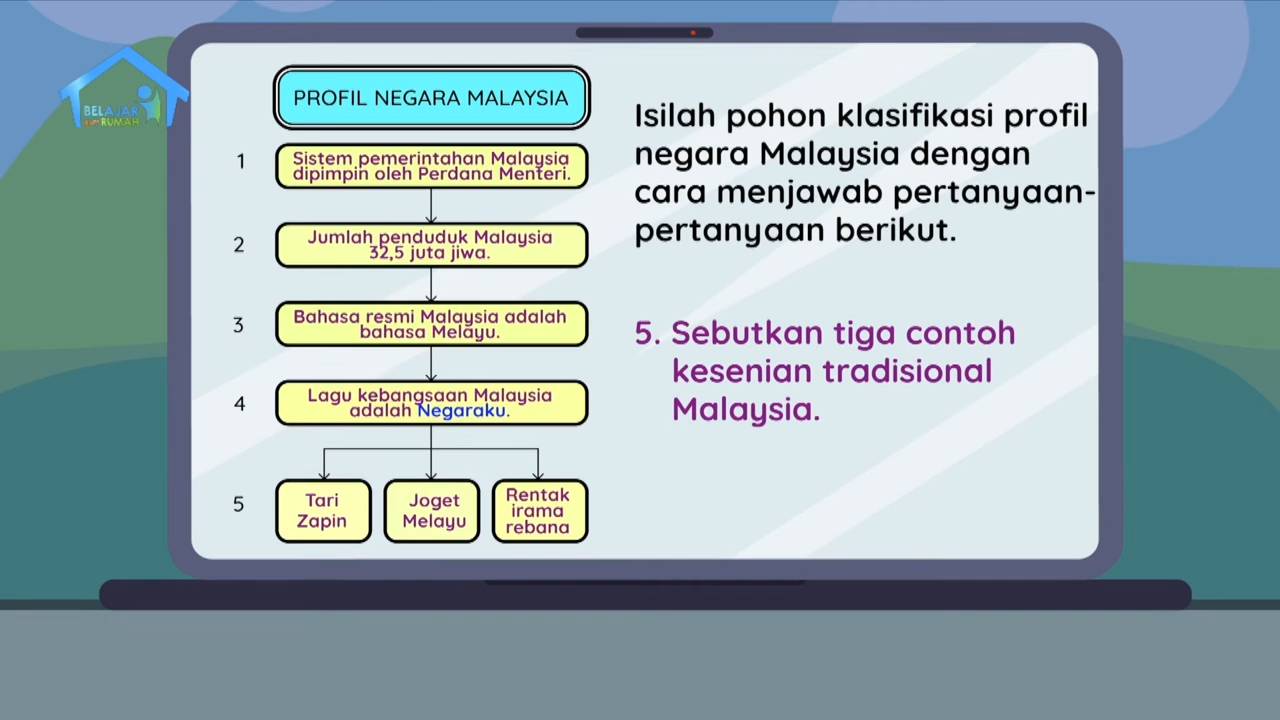 BELAJAR
dari RUMAH
PROFIL NEGARA MALAYSIA
1
Sistem pemerintahan Malaysia
dipimpin oleh Perdana Menteri.
2
Jumlah penduduk Malaysia
32,5 juta jiwa.
3
Bahasa resmi Malaysia adalah
bahasa Melayu.
4
Lagu kebangsaan Malaysia
adalah Negaraku.
5
Tari
Zapin
Joget
Melayu
Rentak
irama
rebana
Isilah pohon klasifikasi profil
negara Malaysia dengan
cara menjawab pertanyaan-
pertanyaan berikut.
5. Sebutkan tiga contoh
kesenian tradisional
Malaysia.